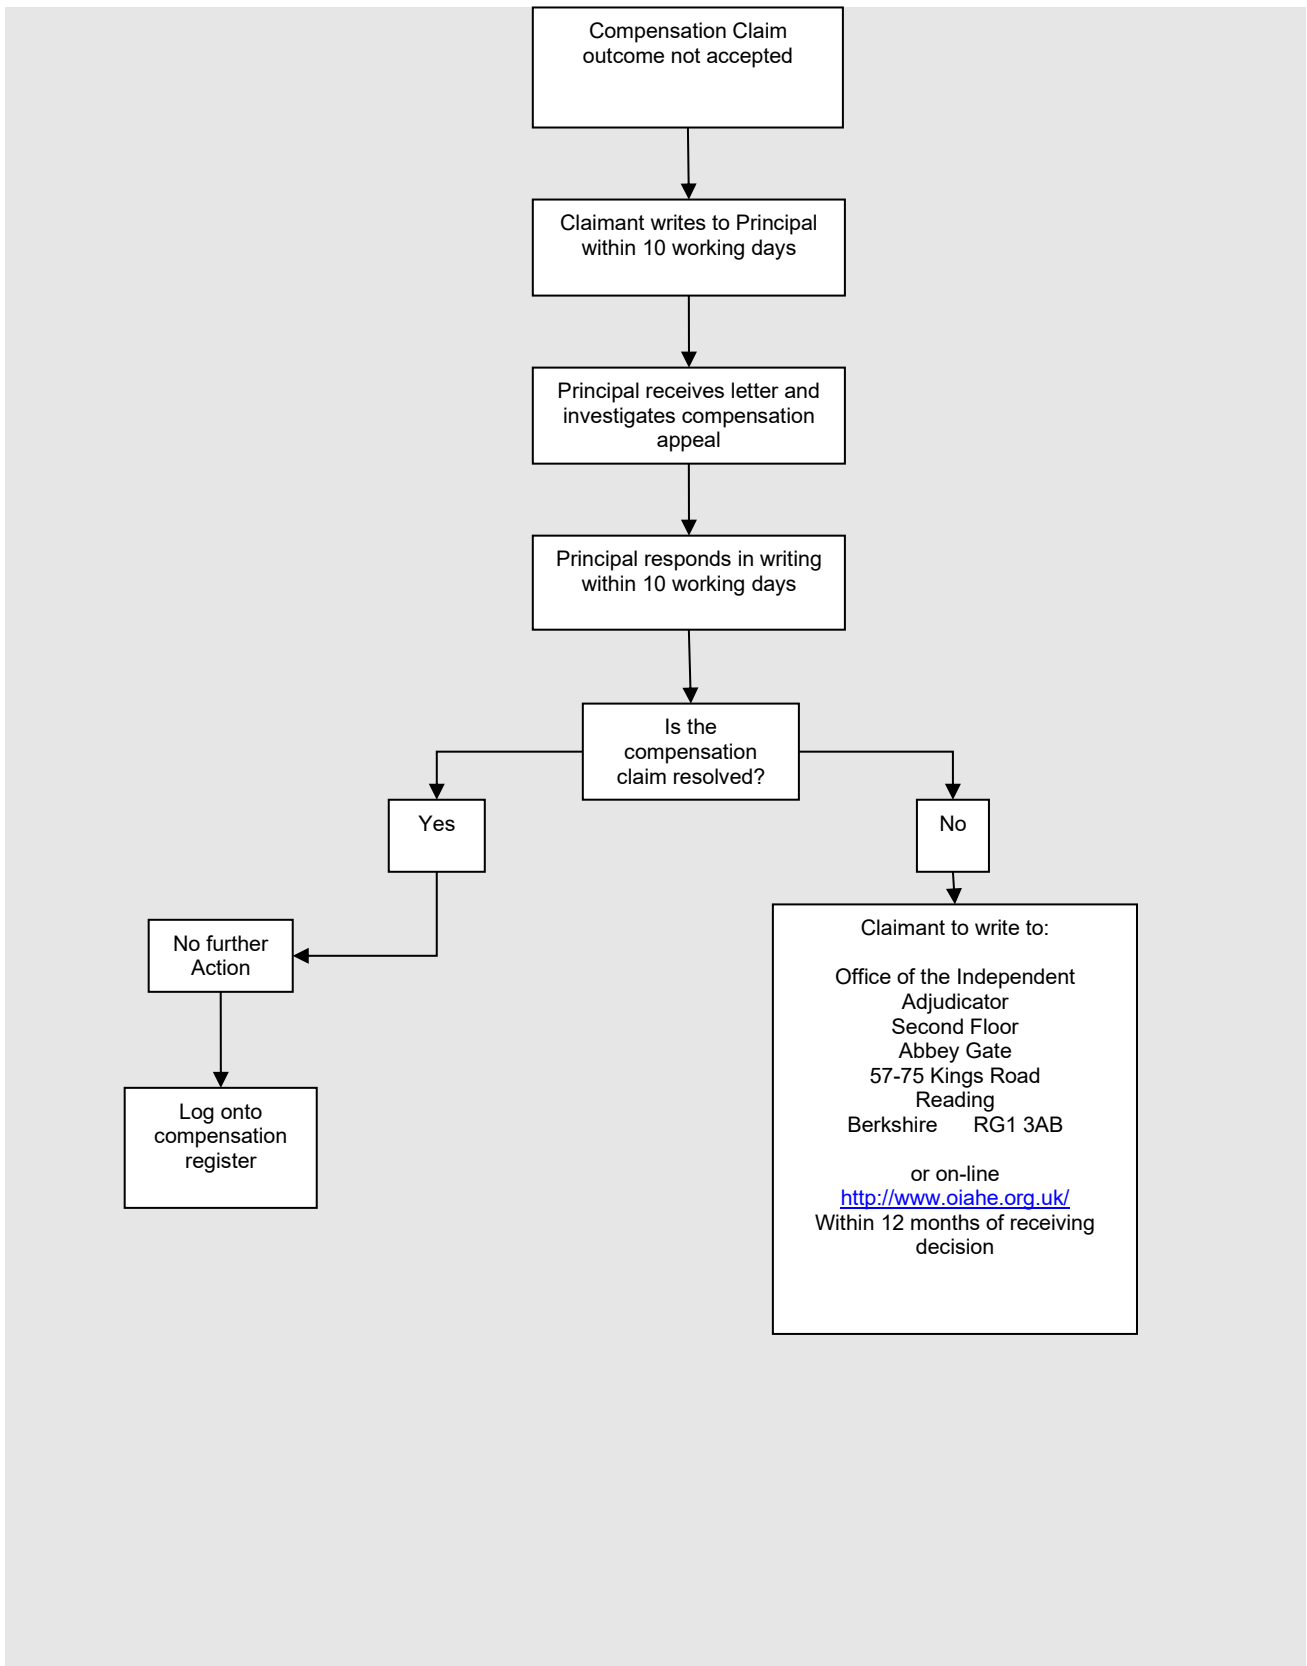 Compensation Claim
outcome not accepted
Claimant writes to Principal
within 10 working days
Principal receives letter and
investigates compensation
appeal
Principal responds in writing
within 10 working days
Is the
compensation
claim resolved?
Yes
No
No further
Action
Log onto
compensation
register
Claimant to write to:
Office of the Independent
Adjudicator
Second Floor
Abbey Gate
57-75 Kings Road
Reading
Berkshire RG1 3AB
or on-line
http://www.oiahe.org.uk/
Within 12 months of receiving
decision